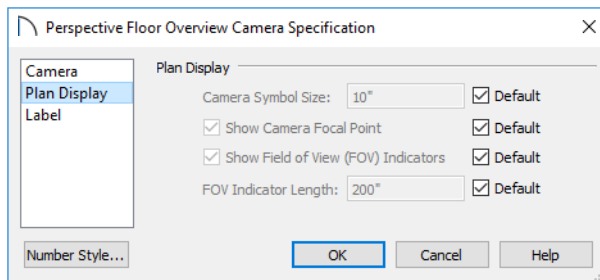 Perspective Floor Overview Camera Specification
Camera
Plan Display
Label
Plan Display
Camera Symbol Size: 10" Default
Show Camera Focal Point Default
Show Field of View (FOV) Indicators Default
FOV Indicator Length: 200" Default
Number Style... OK Cancel Help